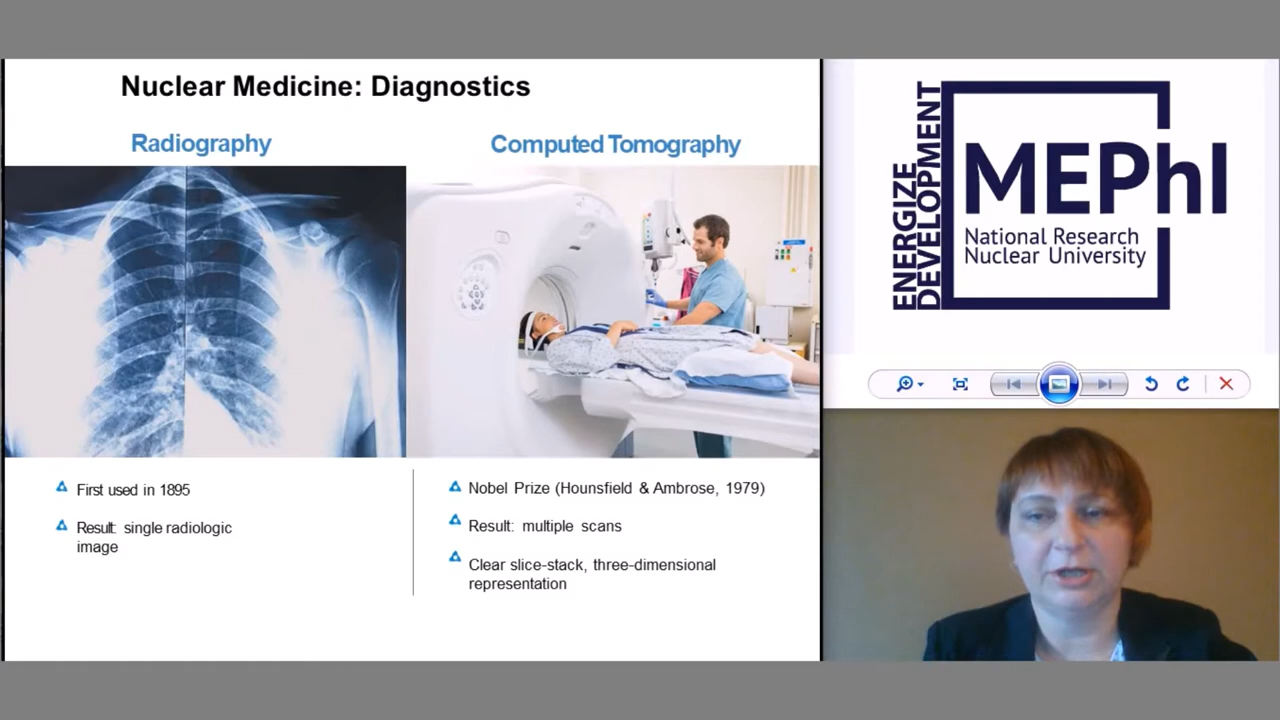 Nuclear Medicine: Diagnostics
Radiography
Computed Tomography
First used in 1895
Result: single radiologic
image
Nobel Prize (Hounsfield & Ambrose, 1979)
Result: multiple scans
Clear slice-stack, three-dimensional
representation
ENERGIZE
DEVELOPMENT
MEPhI
National Research
Nuclear University